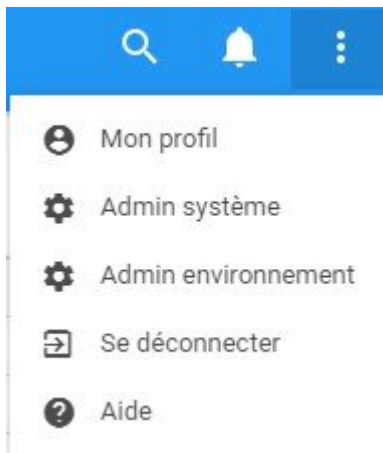 Mon profil
Admin système
Admin environnement
Se déconnecter
Aide